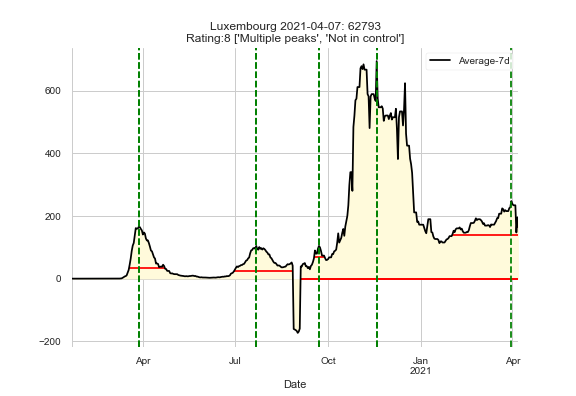 Luxembourg 2021-04-07: 62793
Rating:8 ['Multiple peaks', 'Not in control']
Average-7d
600
400
200
0
−200
Apr
Jul
Oct
Jan
2021
Apr
Date